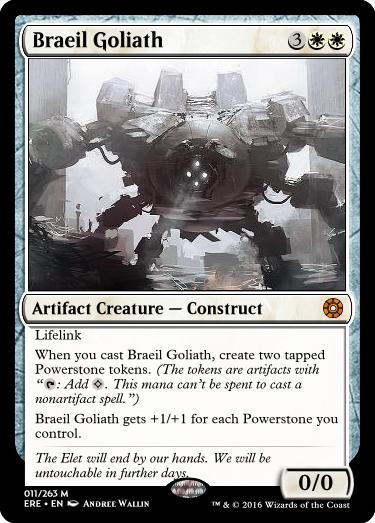 Braeil Goliath 3
Artifact Creature — Construct
Lifelink
When you cast Braeil Goliath, create two tapped
Powerstone tokens. (The tokens are artifacts with
“T: Add C. This mana can't be spent to cast a
nonartifact spell.”)
Braeil Goliath gets +1/+1 for each Powerstone you
control.
The Elet will end by our hands. We will be
untouchable in further days.
0/0
011/263 M
ERE • EN ANDREE WALLIN
™ & © 2016 Wizards of the Coast